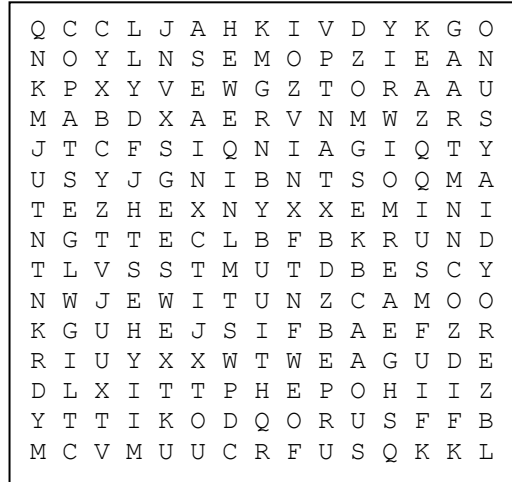 Q C C L J A H K I V D Y K G O
N O Y L N S E M O P Z I E A N
K P X Y V E W G Z T O R A A U
M A B D X A E R V N M W Z R S
J T C F S I Q N I A G I Q T Y
U S Y J G N I B N T S O Q M A
T E Z H E X N Y X X E M I N I
N G T T E C L B F B K R U N D
T L V S S T M U T D B E S C Y
N W J E W I T U N Z C A M O O
K G U H E J S I F B A E F Z R
R I U Y X X W T W E A G U D E
D L X I T T P H E P O H I I Z
Y T T I K O D Q O R U S F F B
M C V M U U C R F U S Q K K L